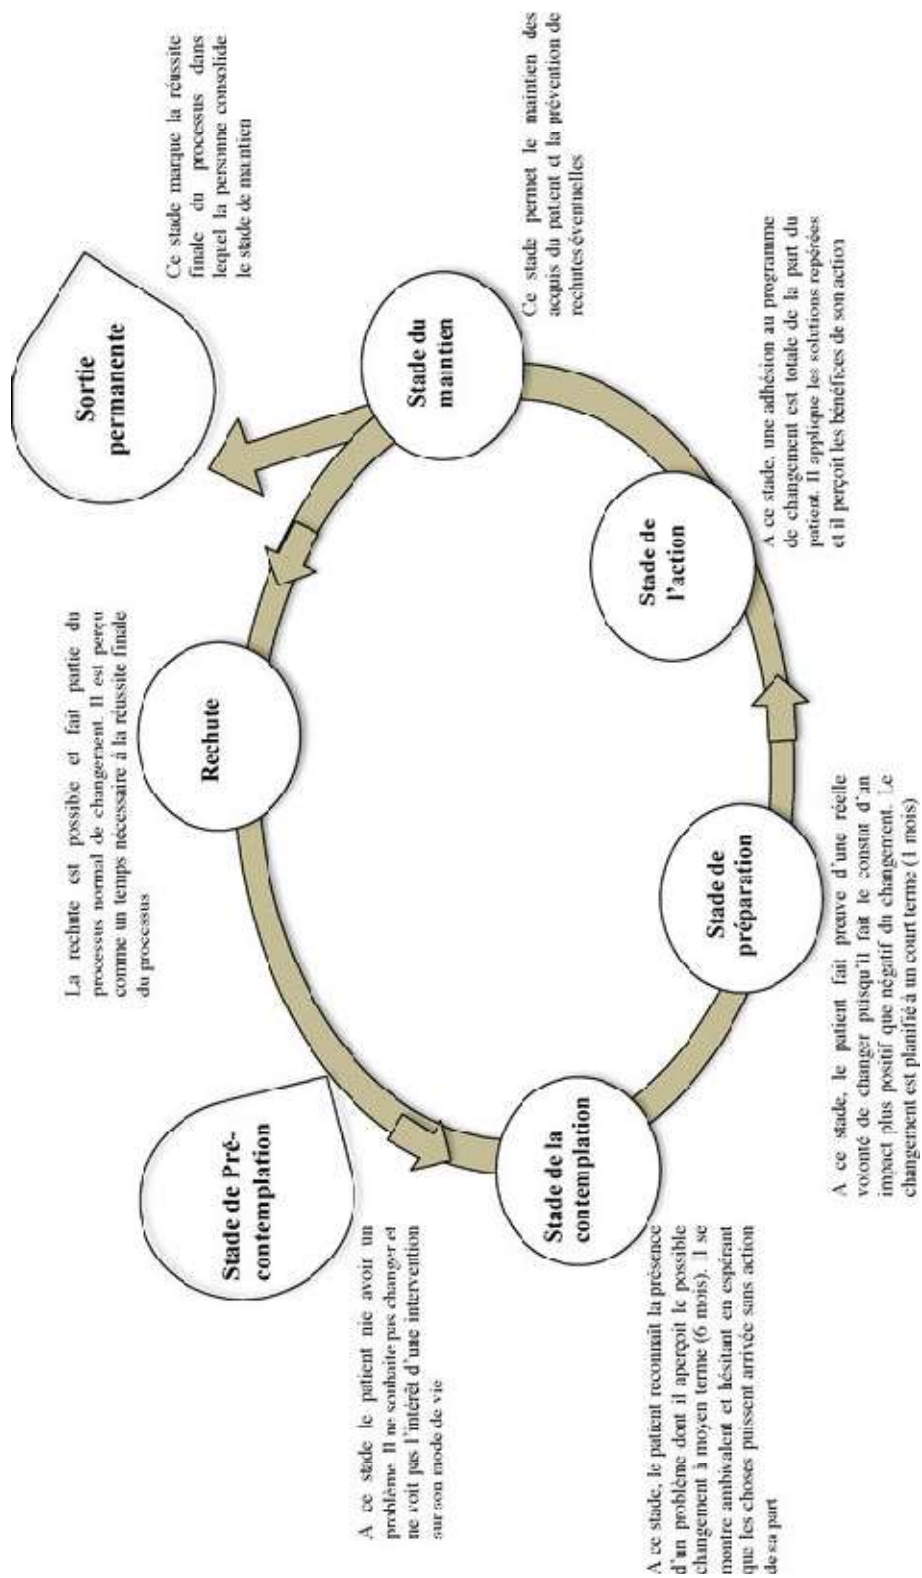 Stade de Pré-
contemplation
A ce stade le patient nie avoir un
problème Il ne souhaite pas changer et
ne voit pas l'intérêt d'une intervention
sur son mode de vie
Stade de la
contemplation
A ce stade, le patient reconnaît la présence
d'un problème dont il aperçoit le possible
changement à moyen terme (6 mois). Il se
montre ambivalent et hésitant en espérant
que les choses puissent arrivée sans action
de sa part
Stade de
préparation
A ce stade, le patient fait preuve d'une réelle
volonté de changer puisqu'il fait le constat d'un
impact plus positif que négatif du changement. Le
changement est planifié à un court terme (1 mois)
Stade de
l'action
A ce stade, une adhésion au programme
de changement est totale de la part du
patient. Il applique les solutions repérées
et il perçoit les bénéfices de son action
Stade du
maintien
Ce stade permet le maintien des
acquis du patient et la prévention de
rechutes éventuelles
Rechute
La rechute est possible et fait partie du
processus normal de changement. Il est perçu
comme un temps nécessaire à la réussite finale
du processus
Sortie
permanente
Ce stade marque la réussite
finale du processus dans
lequel la personne consolide
le stade de maintien